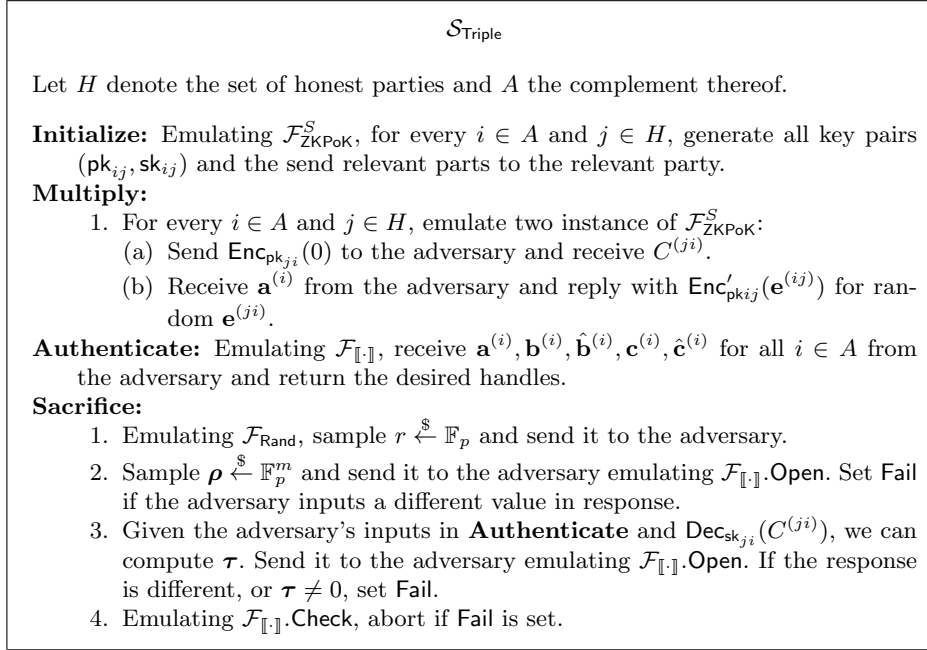 𝒮_Triple
Let H denote the set of honest parties and A the complement thereof.
Initialize: Emulating ℱ^S_ZKPoK, for every i ∈ A and j ∈ H, generate all key pairs
(pk_ij, sk_ij) and the send relevant parts to the relevant party.
Multiply:
1. For every i ∈ A and j ∈ H, emulate two instance of ℱ^S_ZKPoK:
(a) Send Enc_pk_ji(0) to the adversary and receive C^(ji).
(b) Receive a^(i) from the adversary and reply with Enc′_pkij(e^(ij)) for ran-
dom e^(ji).
Authenticate: Emulating ℱ_⟦·⟧, receive a^(i), b^(i), b̂^(i), c^(i), ĉ^(i) for all i ∈ A from
the adversary and return the desired handles.
Sacrifice:
1. Emulating ℱ_Rand, sample r ←$ 𝔽_p and send it to the adversary.
2. Sample ρ ←$ 𝔽_p^m and send it to the adversary emulating ℱ_⟦·⟧.Open. Set Fail
if the adversary inputs a different value in response.
3. Given the adversary's inputs in Authenticate and Dec_sk_ji(C^(ji)), we can
compute τ. Send it to the adversary emulating ℱ_⟦·⟧.Open. If the response
is different, or τ ≠ 0, set Fail.
4. Emulating ℱ_⟦·⟧.Check, abort if Fail is set.